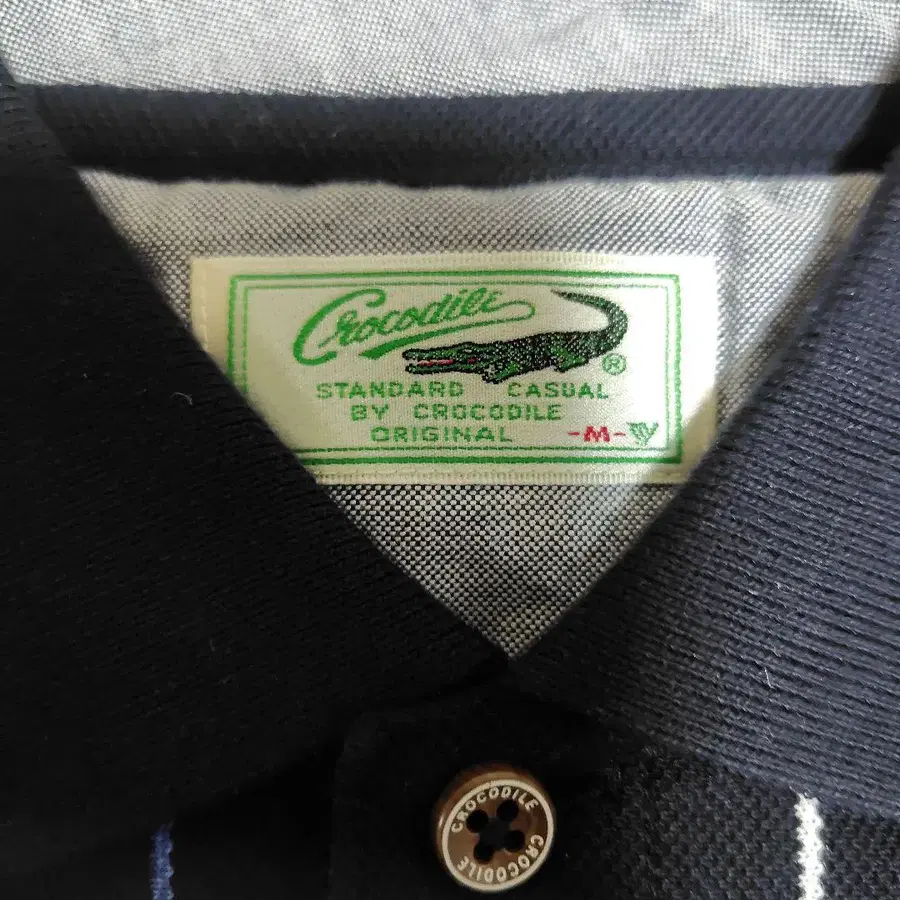 Crocodile
®
STANDARD CASUAL
BY CROCODILE
ORIGINAL -M-
CROCODILE
CROCODILE